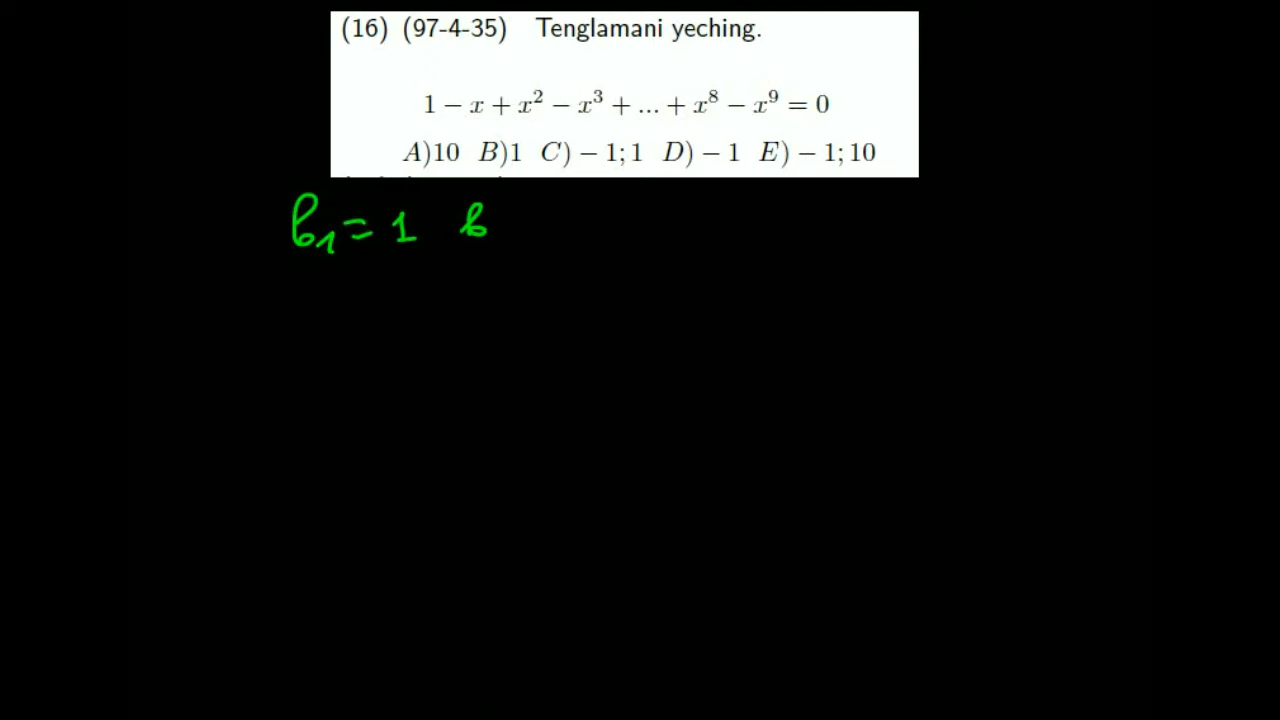 (16) (97-4-35) Tenglamani yeching.
1 − x + x² − x³ + ... + x⁸ − x⁹ = 0
A)10 B)1 C) − 1; 1 D) − 1 E) − 1; 10
b₁ = 1 b